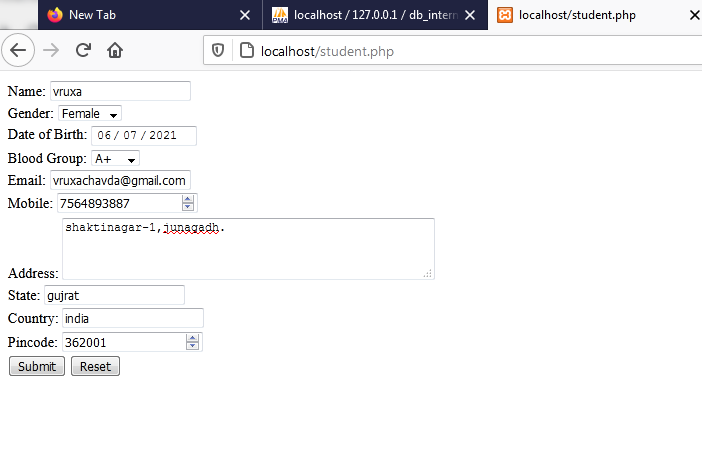 New Tab
localhost / 127.0.0.1 / db_intern
localhost/student.php
localhost/student.php
Name: vruxa
Gender: Female
Date of Birth: 06 / 07 / 2021
Blood Group: A+
Email: vruxachavda@gmail.com
Mobile: 7564893887
shaktinagar-1,junagadh.
Address:
State: gujrat
Country: india
Pincode: 362001
Submit Reset